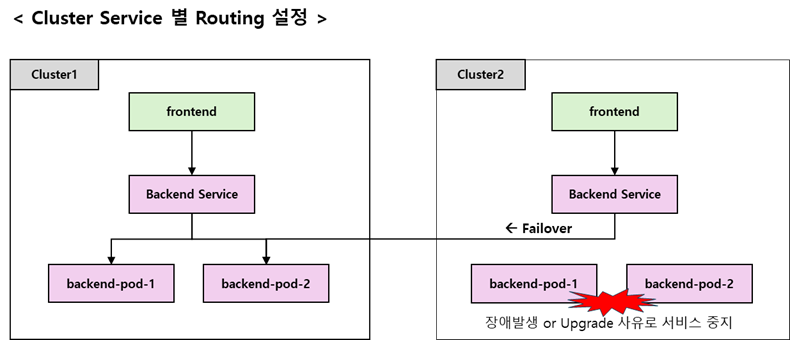 < Cluster Service 별 Routing 설정 >
Cluster1
frontend
Backend Service
backend-pod-1
backend-pod-2
Cluster2
frontend
Backend Service
← Failover
backend-pod-1
backend-pod-2
장애발생 or Upgrade 사유로 서비스 중지